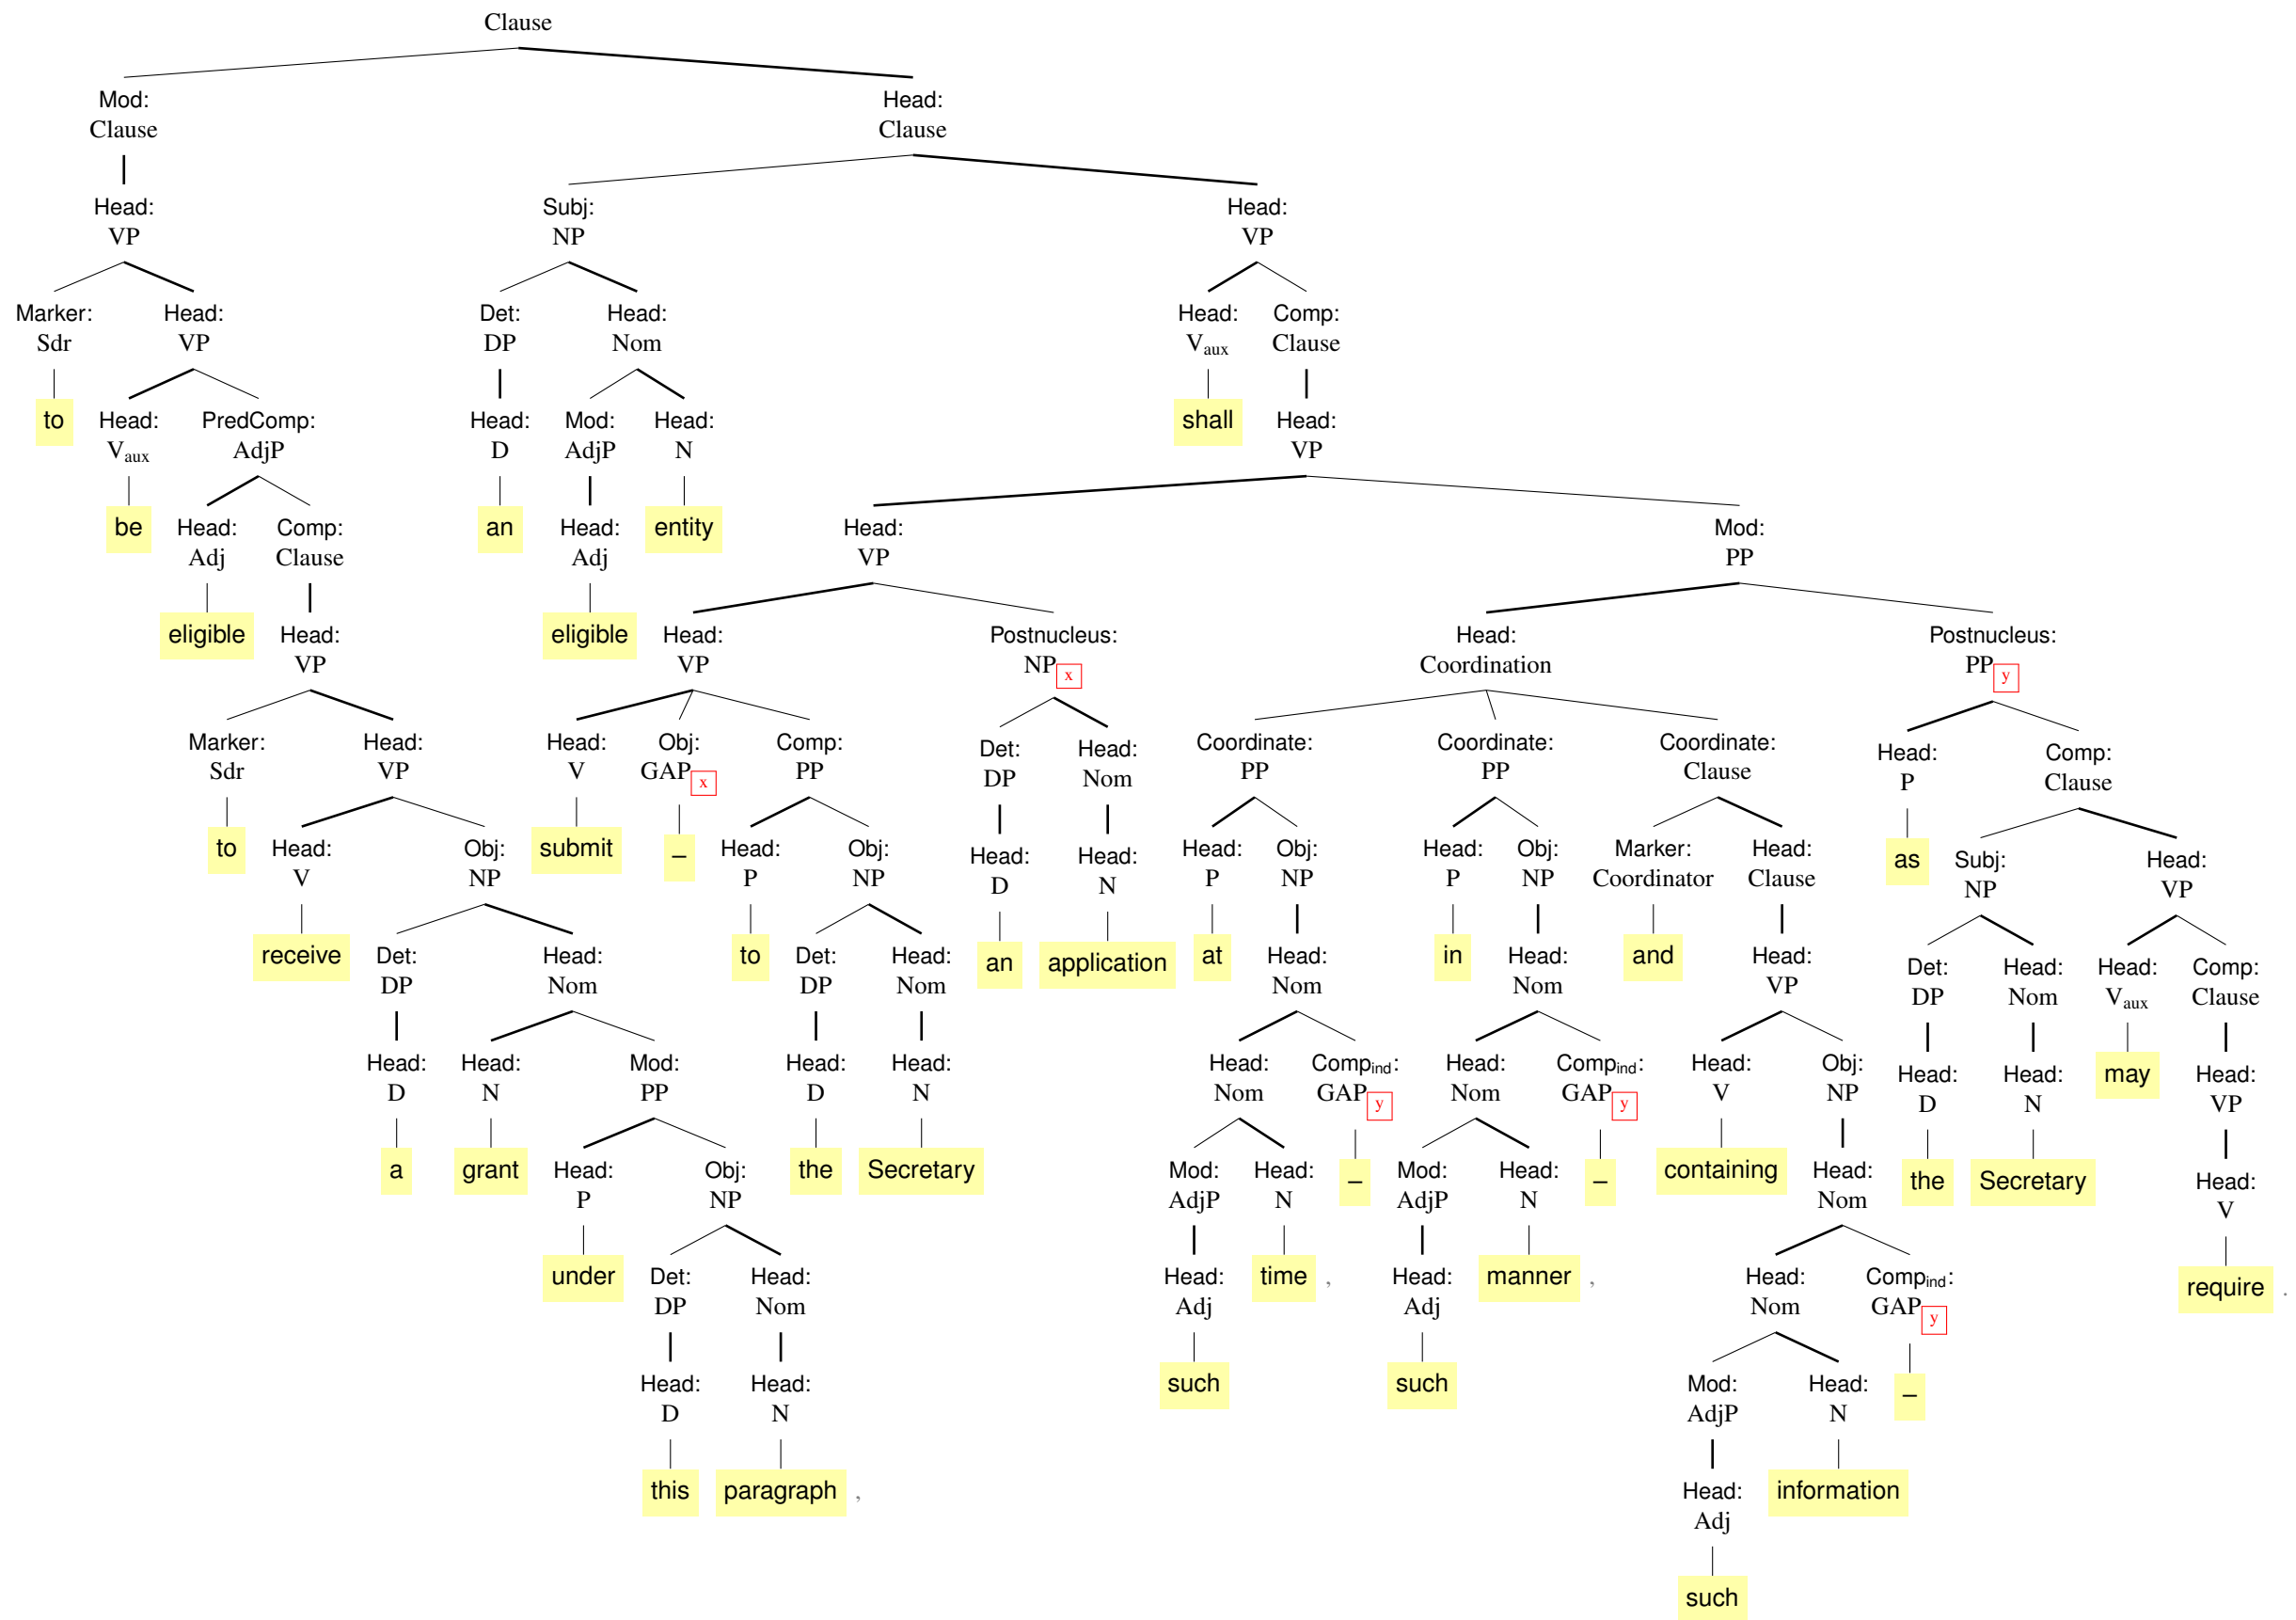 Clause
Mod: Head:
Clause Clause
Head: Subj: Head:
VP NP VP
Marker: Head: Det: Head: Head: Comp:
Sdr VP DP Nom Vaux Clause
to Head: PredComp: Head: Mod: Head: shall Head:
Vaux AdjP D AdjP N VP
be Head: Comp: an Head: entity Head: Mod:
Adj Clause Adj VP PP
eligible Head: eligible Head: Postnucleus: Head: Postnucleus:
VP VP NP x Coordination PP y
Marker: Head: Head: Obj: Comp: Det: Head: Coordinate: Coordinate: Coordinate: Head: Comp:
Sdr VP V GAP x PP DP Nom PP PP Clause P Clause
to Head: Obj: submit – Head: Obj: Head: Head: Head: Obj: Head: Obj: Marker: Head: as Subj: Head:
V NP P NP D N P NP P NP Coordinator Clause NP VP
receive Det: Head: to Det: Head: an application at Head: in Head: and Head: Det: Head: Head: Comp:
DP Nom DP Nom Nom Nom VP DP Nom Vaux Clause
Head: Head: Mod: Head: Head: Head: Compind: Head: Compind: Head: Obj: Head: Head: may Head:
D N PP D N Nom GAP y Nom GAP y V NP D N VP
a grant Head: Obj: the Secretary Mod: Head: – Mod: Head: – containing Head: the Secretary Head:
P NP AdjP N AdjP N Nom V
under Det: Head: Head: time , Head: manner , Head: Compind: require .
DP Nom Adj Adj Nom GAP y
Head: Head: such such Mod: Head: –
D N AdjP N
this paragraph , Head: information
Adj
such